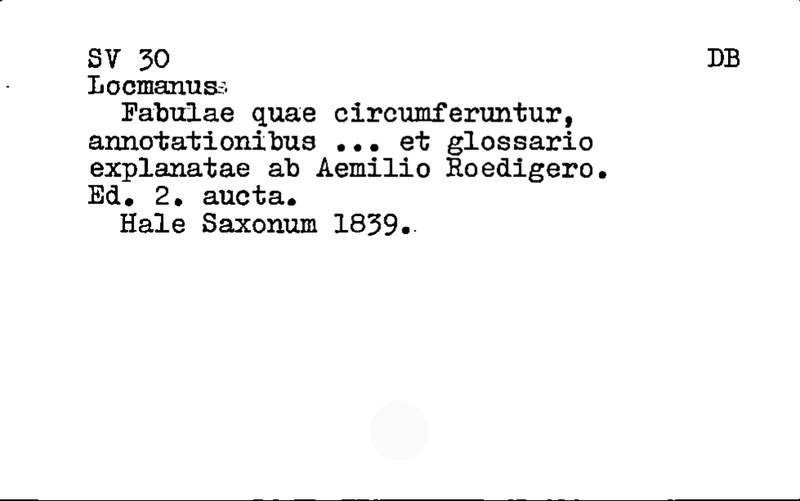 SV 30 DB
Locmanus
Fabulae quae circumferuntur,
annotationibus ... et glossario
explanatae ab Aemilio Roedigero.
Ed. 2. aucta.
Hale Saxonum 1839.